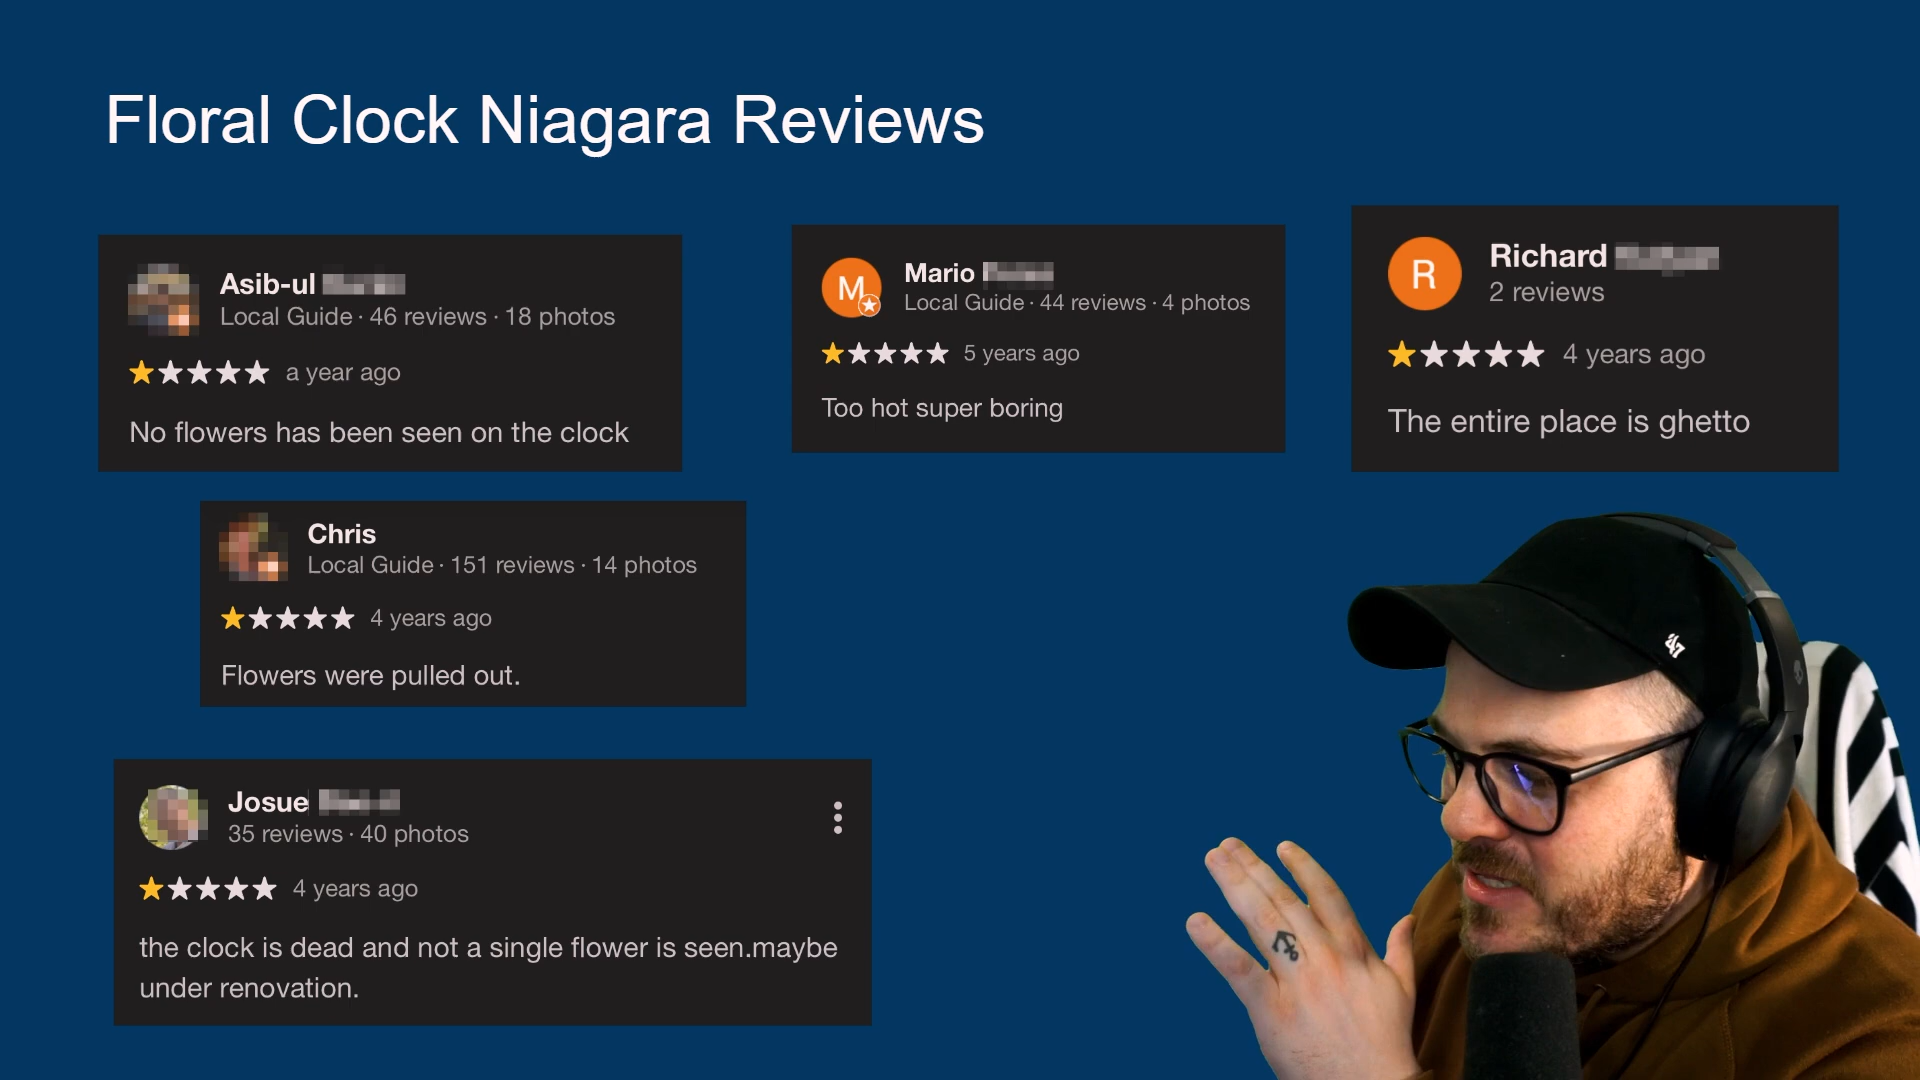 Floral Clock Niagara Reviews
Asib-ul
Local Guide · 46 reviews · 18 photos
a year ago
No flowers has been seen on the clock
M
Mario
Local Guide · 44 reviews · 4 photos
5 years ago
Too hot super boring
R
Richard
2 reviews
4 years ago
The entire place is ghetto
Chris
Local Guide · 151 reviews · 14 photos
4 years ago
Flowers were pulled out.
Josue
35 reviews · 40 photos
4 years ago
the clock is dead and not a single flower is seen.maybe
under renovation.
47